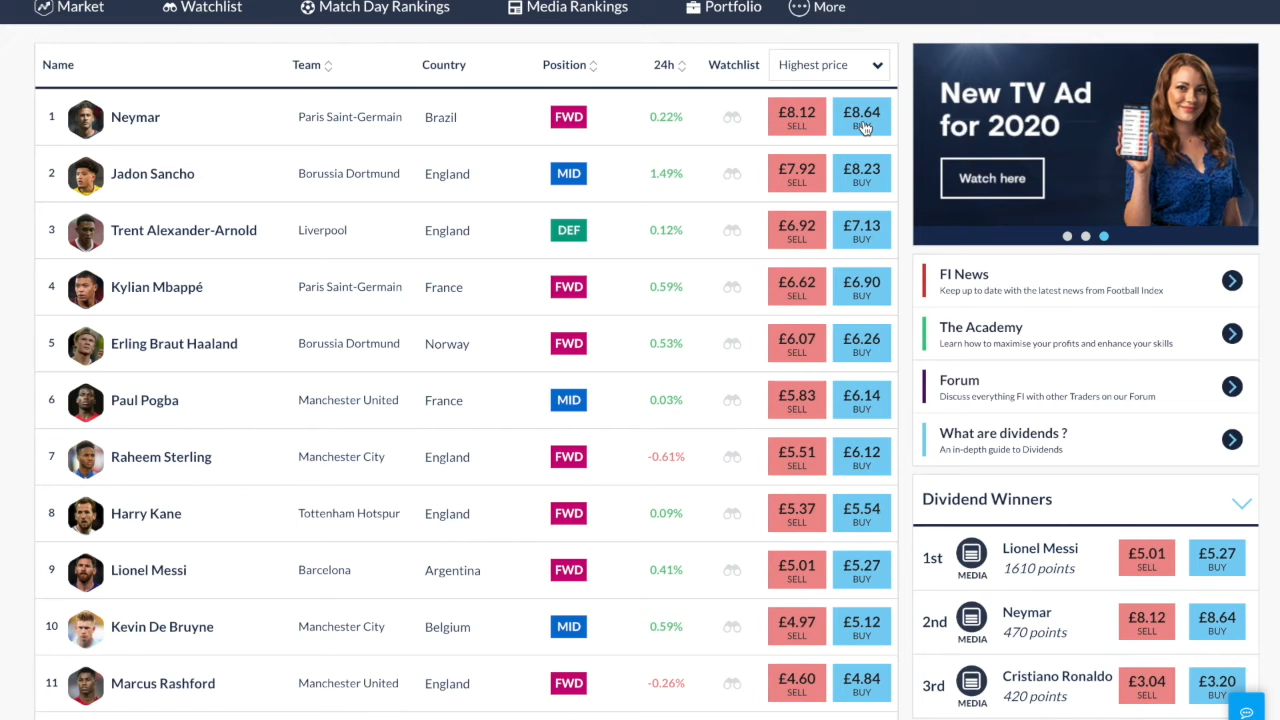 Market
Watchlist
Match Day Rankings
Media Rankings
Portfolio
More
Name Team Country Position 24h Watchlist Highest price
1 Neymar Paris Saint-Germain Brazil FWD 0.22% £8.12 SELL £8.64 BUY
2 Jadon Sancho Borussia Dortmund England MID 1.49% £7.92 SELL £8.23 BUY
3 Trent Alexander-Arnold Liverpool England DEF 0.12% £6.92 SELL £7.13 BUY
4 Kylian Mbappé Paris Saint-Germain France FWD 0.59% £6.62 SELL £6.90 BUY
5 Erling Braut Haaland Borussia Dortmund Norway FWD 0.53% £6.07 SELL £6.26 BUY
6 Paul Pogba Manchester United France MID 0.03% £5.83 SELL £6.14 BUY
7 Raheem Sterling Manchester City England FWD -0.61% £5.51 SELL £6.12 BUY
8 Harry Kane Tottenham Hotspur England FWD 0.09% £5.37 SELL £5.54 BUY
9 Lionel Messi Barcelona Argentina FWD 0.41% £5.01 SELL £5.27 BUY
10 Kevin De Bruyne Manchester City Belgium MID 0.59% £4.97 SELL £5.12 BUY
11 Marcus Rashford Manchester United England FWD -0.26% £4.60 SELL £4.84 BUY
New TV Ad
for 2020
Watch here
FI News
Keep up to date with the latest news from Football Index
The Academy
Learn how to maximise your profits and enhance your skills
Forum
Discuss everything FI with other Traders on our Forum
What are dividends ?
An in-depth guide to Dividends
Dividend Winners
1st MEDIA Lionel Messi 1610 points £5.01 SELL £5.27 BUY
2nd MEDIA Neymar 470 points £8.12 SELL £8.64 BUY
3rd MEDIA Cristiano Ronaldo 420 points £3.04 SELL £3.20 BUY